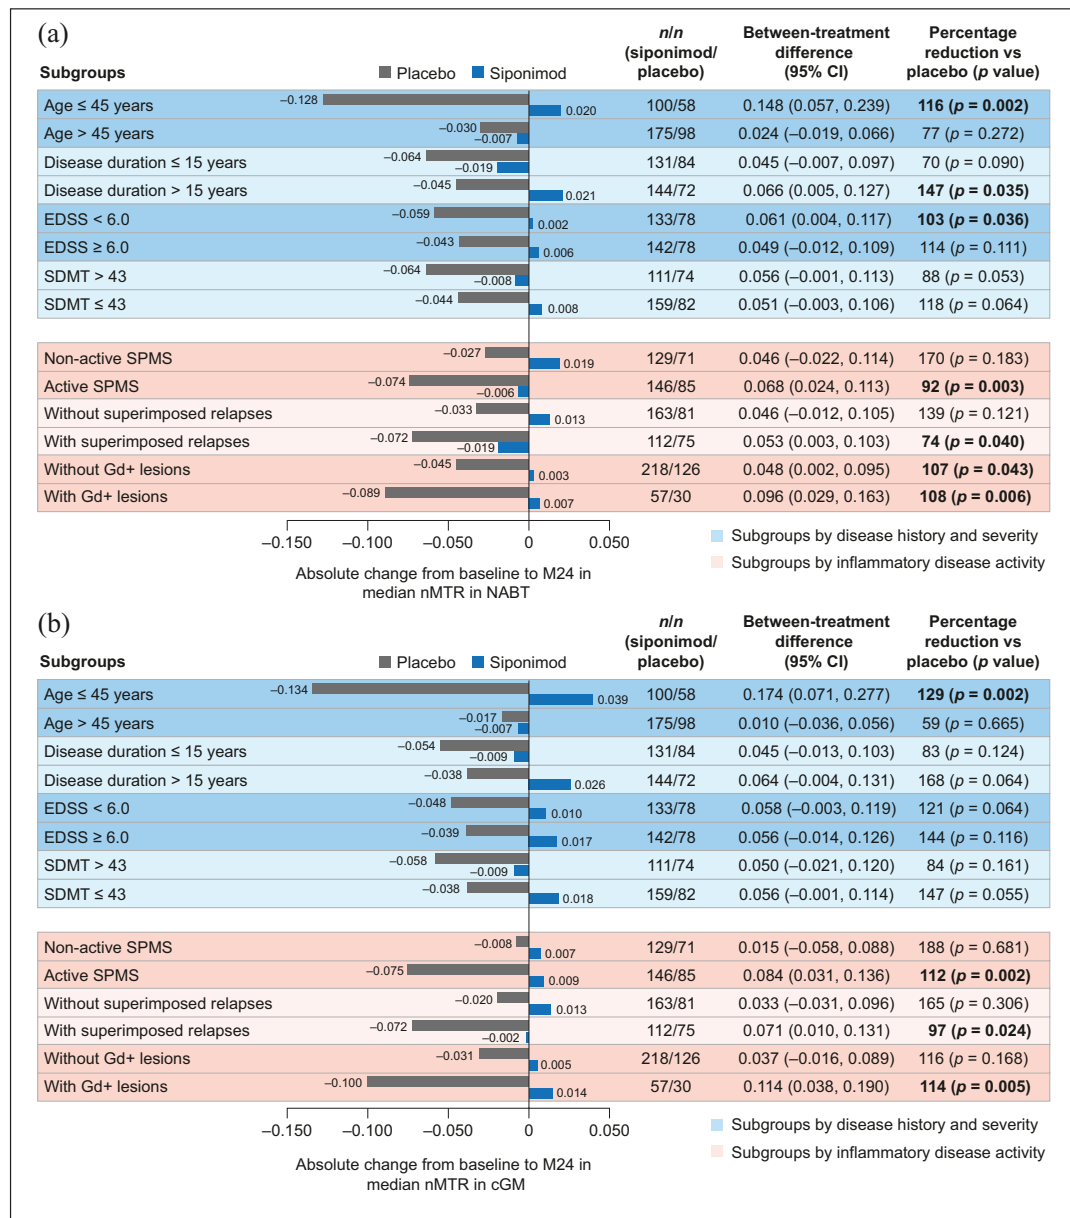 (a)
Subgroups
Placebo Siponimod
n/n
(siponimod/
placebo)
Between-treatment
difference
(95% CI)
Percentage
reduction vs
placebo (p value)
Age ≤ 45 years –0.128 0.020 100/58 0.148 (0.057, 0.239) 116 (p = 0.002)
Age > 45 years –0.030 –0.007 175/98 0.024 (–0.019, 0.066) 77 (p = 0.272)
Disease duration ≤ 15 years –0.064 –0.019 131/84 0.045 (–0.007, 0.097) 70 (p = 0.090)
Disease duration > 15 years –0.045 0.021 144/72 0.066 (0.005, 0.127) 147 (p = 0.035)
EDSS < 6.0 –0.059 0.002 133/78 0.061 (0.004, 0.117) 103 (p = 0.036)
EDSS ≥ 6.0 –0.043 0.006 142/78 0.049 (–0.012, 0.109) 114 (p = 0.111)
SDMT > 43 –0.064 –0.008 111/74 0.056 (–0.001, 0.113) 88 (p = 0.053)
SDMT ≤ 43 –0.044 0.008 159/82 0.051 (–0.003, 0.106) 118 (p = 0.064)
Non-active SPMS –0.027 0.019 129/71 0.046 (–0.022, 0.114) 170 (p = 0.183)
Active SPMS –0.074 –0.006 146/85 0.068 (0.024, 0.113) 92 (p = 0.003)
Without superimposed relapses –0.033 0.013 163/81 0.046 (–0.012, 0.105) 139 (p = 0.121)
With superimposed relapses –0.072 –0.019 112/75 0.053 (0.003, 0.103) 74 (p = 0.040)
Without Gd+ lesions –0.045 0.003 218/126 0.048 (0.002, 0.095) 107 (p = 0.043)
With Gd+ lesions –0.089 0.007 57/30 0.096 (0.029, 0.163) 108 (p = 0.006)
–0.150 –0.100 –0.050 0 0.050
Absolute change from baseline to M24 in
median nMTR in NABT
Subgroups by disease history and severity
Subgroups by inflammatory disease activity
(b)
Subgroups
Placebo Siponimod
n/n
(siponimod/
placebo)
Between-treatment
difference
(95% CI)
Percentage
reduction vs
placebo (p value)
Age ≤ 45 years –0.134 0.039 100/58 0.174 (0.071, 0.277) 129 (p = 0.002)
Age > 45 years –0.017 –0.007 175/98 0.010 (–0.036, 0.056) 59 (p = 0.665)
Disease duration ≤ 15 years –0.054 –0.009 131/84 0.045 (–0.013, 0.103) 83 (p = 0.124)
Disease duration > 15 years –0.038 0.026 144/72 0.064 (–0.004, 0.131) 168 (p = 0.064)
EDSS < 6.0 –0.048 0.010 133/78 0.058 (–0.003, 0.119) 121 (p = 0.064)
EDSS ≥ 6.0 –0.039 0.017 142/78 0.056 (–0.014, 0.126) 144 (p = 0.116)
SDMT > 43 –0.058 –0.009 111/74 0.050 (–0.021, 0.120) 84 (p = 0.161)
SDMT ≤ 43 –0.038 0.018 159/82 0.056 (–0.001, 0.114) 147 (p = 0.055)
Non-active SPMS –0.008 0.007 129/71 0.015 (–0.058, 0.088) 188 (p = 0.681)
Active SPMS –0.075 0.009 146/85 0.084 (0.031, 0.136) 112 (p = 0.002)
Without superimposed relapses –0.020 0.013 163/81 0.033 (–0.031, 0.096) 165 (p = 0.306)
With superimposed relapses –0.072 –0.002 112/75 0.071 (0.010, 0.131) 97 (p = 0.024)
Without Gd+ lesions –0.031 0.005 218/126 0.037 (–0.016, 0.089) 116 (p = 0.168)
With Gd+ lesions –0.100 0.014 57/30 0.114 (0.038, 0.190) 114 (p = 0.005)
–0.150 –0.100 –0.050 0 0.050
Absolute change from baseline to M24 in
median nMTR in cGM
Subgroups by disease history and severity
Subgroups by inflammatory disease activity